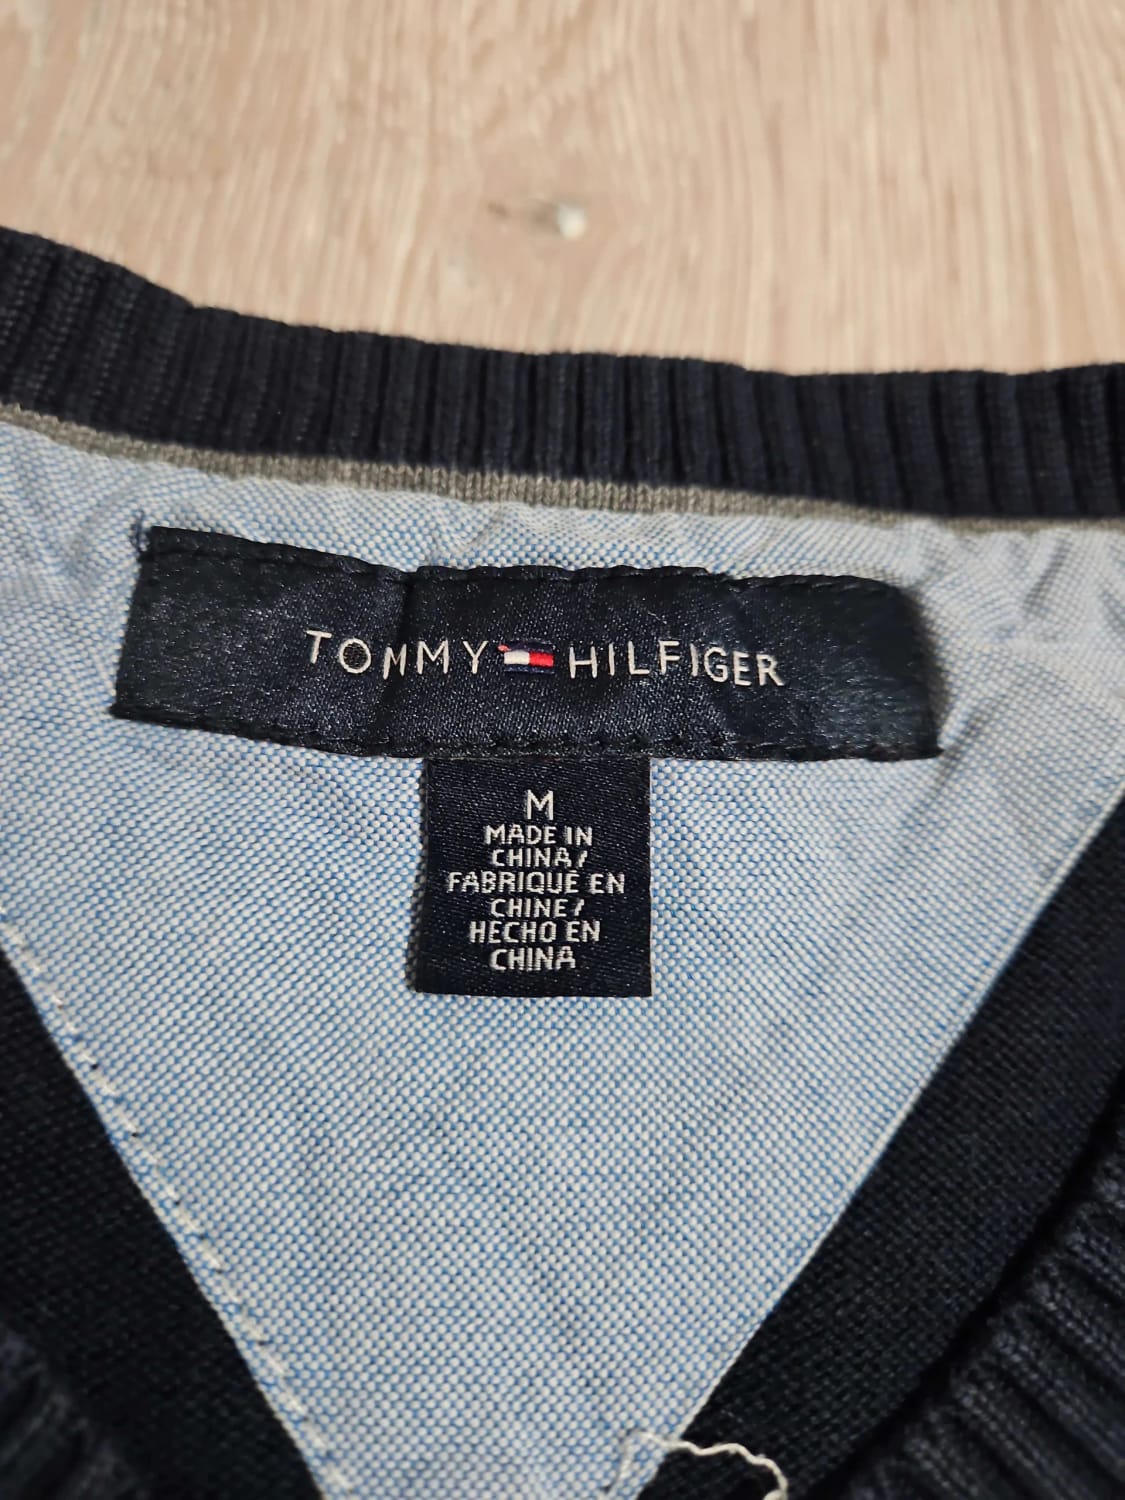 TOMMY HILFIGER
M
MADE IN
CHINA/
FABRIQUÉ EN
CHINE/
HECHO EN
CHINA